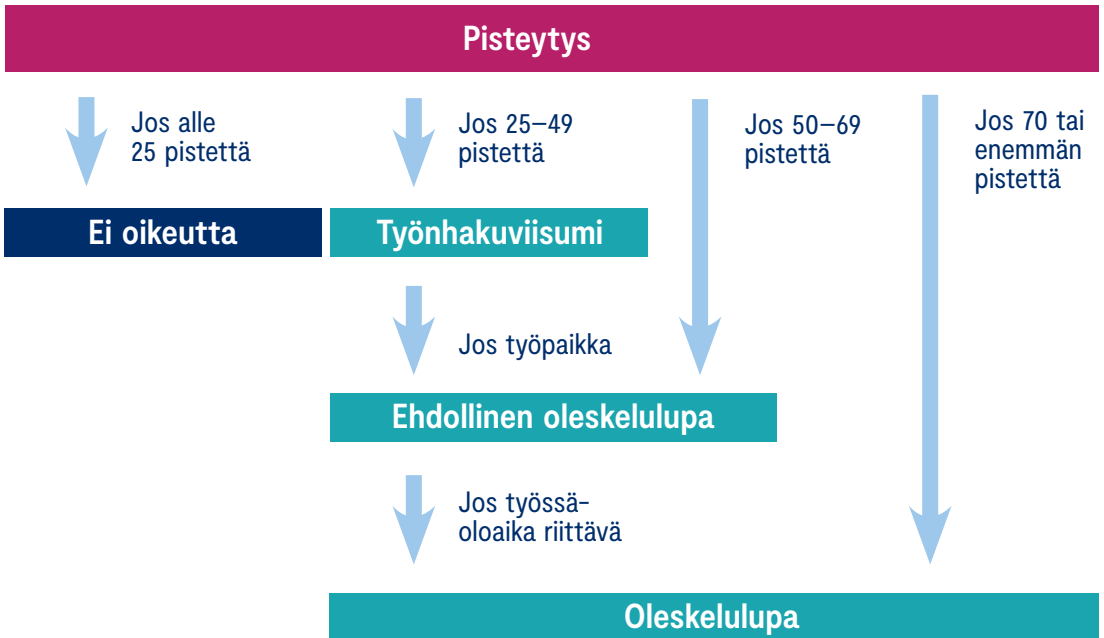 Pisteytys
Jos alle
25 pistettä
Jos 25–49
pistettä
Jos 50–69
pistettä
Jos 70 tai
enemmän
pistettä
Ei oikeutta
Työnhakuviisumi
Jos työpaikka
Ehdollinen oleskelulupa
Jos työssä-
oloaika riittävä
Oleskelulupa